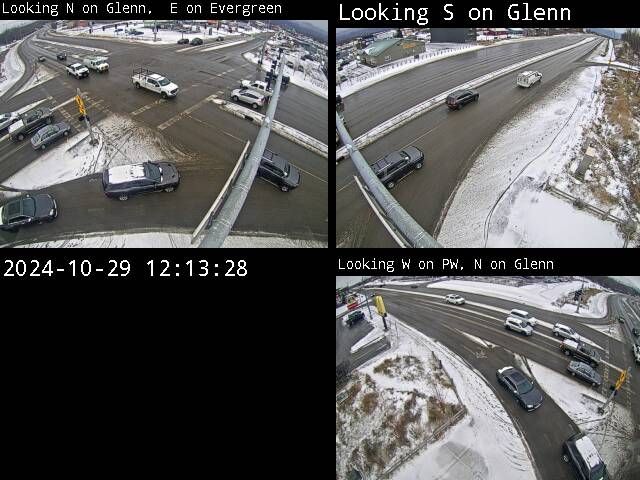 Looking N on Glenn,  E on Evergreen
Looking S on Glenn
2024-10-29 12:13:28
Looking W on PW, N on Glenn